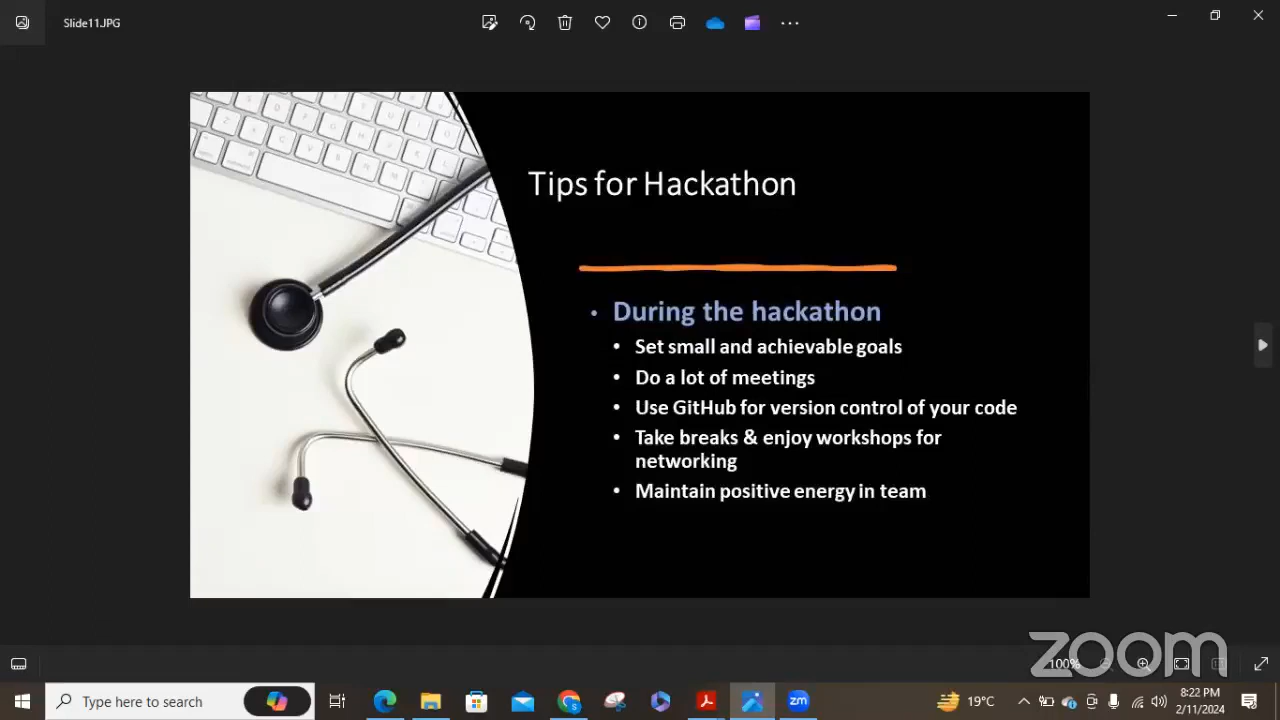 Slide11.JPG
Tips for Hackathon
• During the hackathon
• Set small and achievable goals
• Do a lot of meetings
• Use GitHub for version control of your code
• Take breaks & enjoy workshops for
networking
• Maintain positive energy in team
zoom
100%
Type here to search
19°C
8:22 PM
2/11/2024